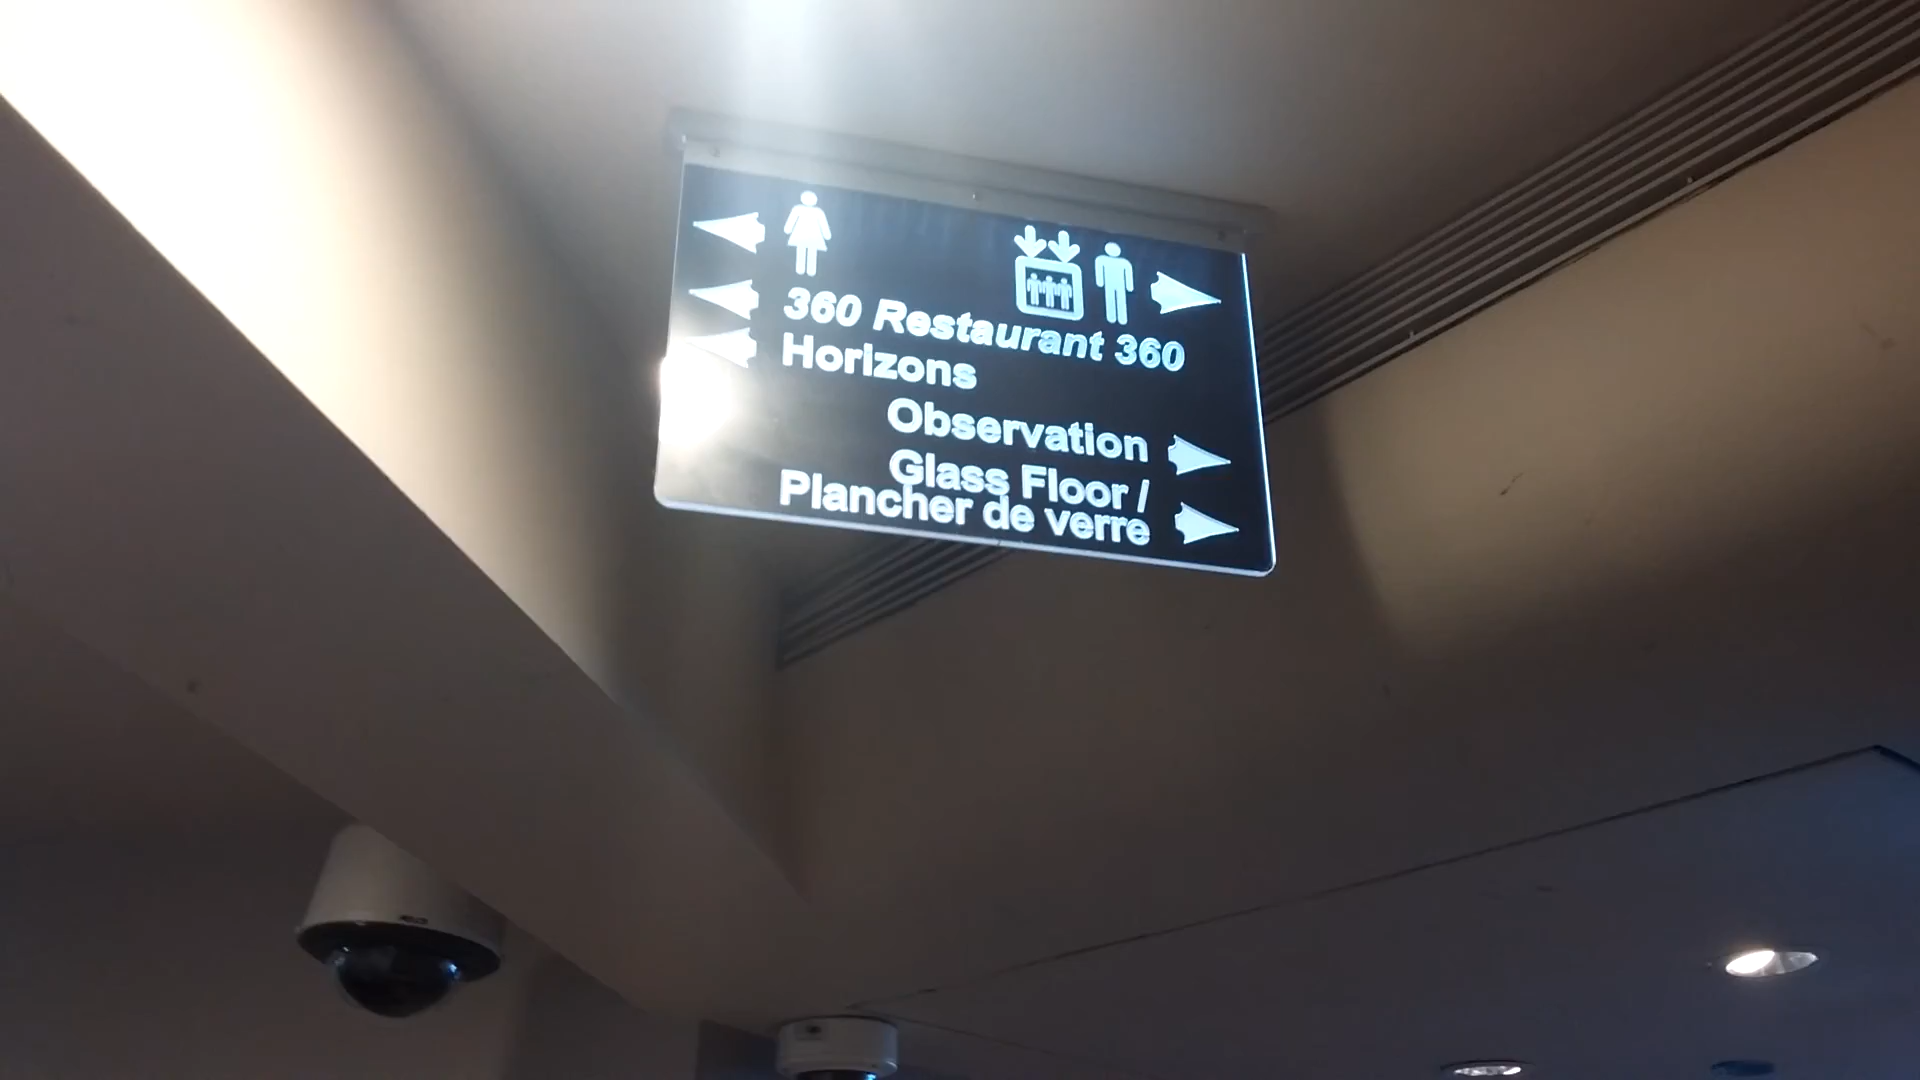 360 Restaurant 360
Horizons
Observation
Glass Floor /
Plancher de verre